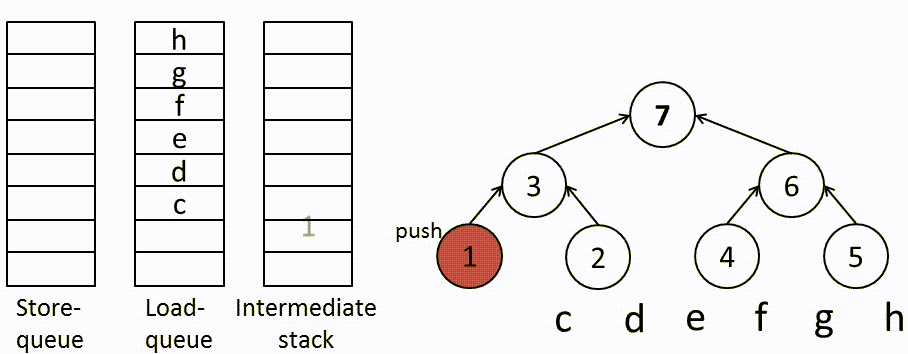 h
g
f
e
d
c
1
Store-
queue
Load-
queue
Intermediate
stack
7
3
6
push
1
2
4
5
c d e f g h